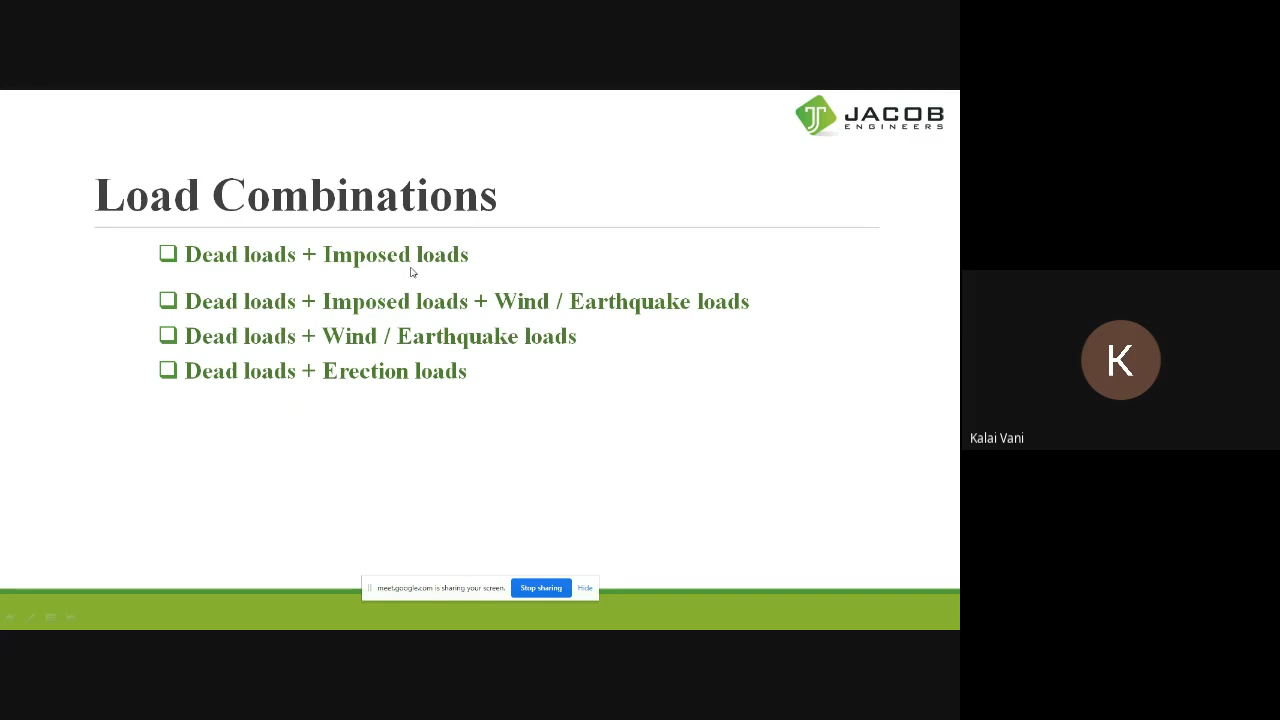 JACOB
ENGINEERS
Load Combinations
Dead loads + Imposed loads
Dead loads + Imposed loads + Wind / Earthquake loads
Dead loads + Wind / Earthquake loads
Dead loads + Erection loads
K
Kalai Vani
meet.google.com is sharing your screen. Stop sharing Hide